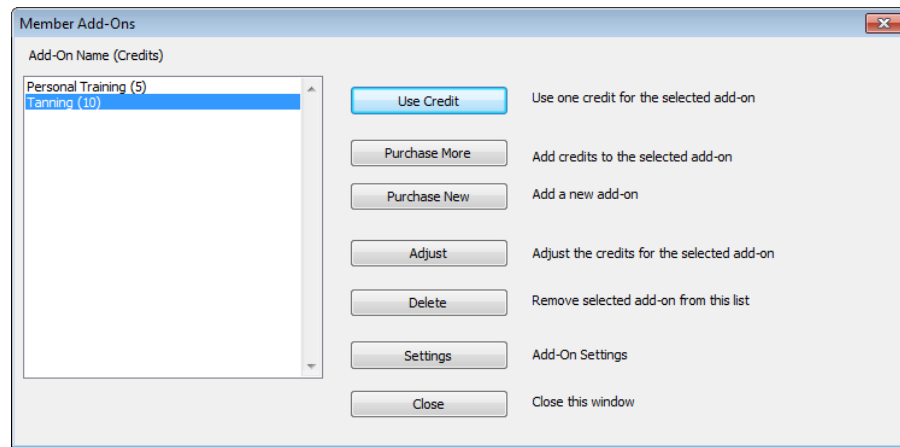 Member Add-Ons
Add-On Name (Credits)
Personal Training (5)
Tanning (10)
Use Credit
Use one credit for the selected add-on
Purchase More
Add credits to the selected add-on
Purchase New
Add a new add-on
Adjust
Adjust the credits for the selected add-on
Delete
Remove selected add-on from this list
Settings
Add-On Settings
Close
Close this window